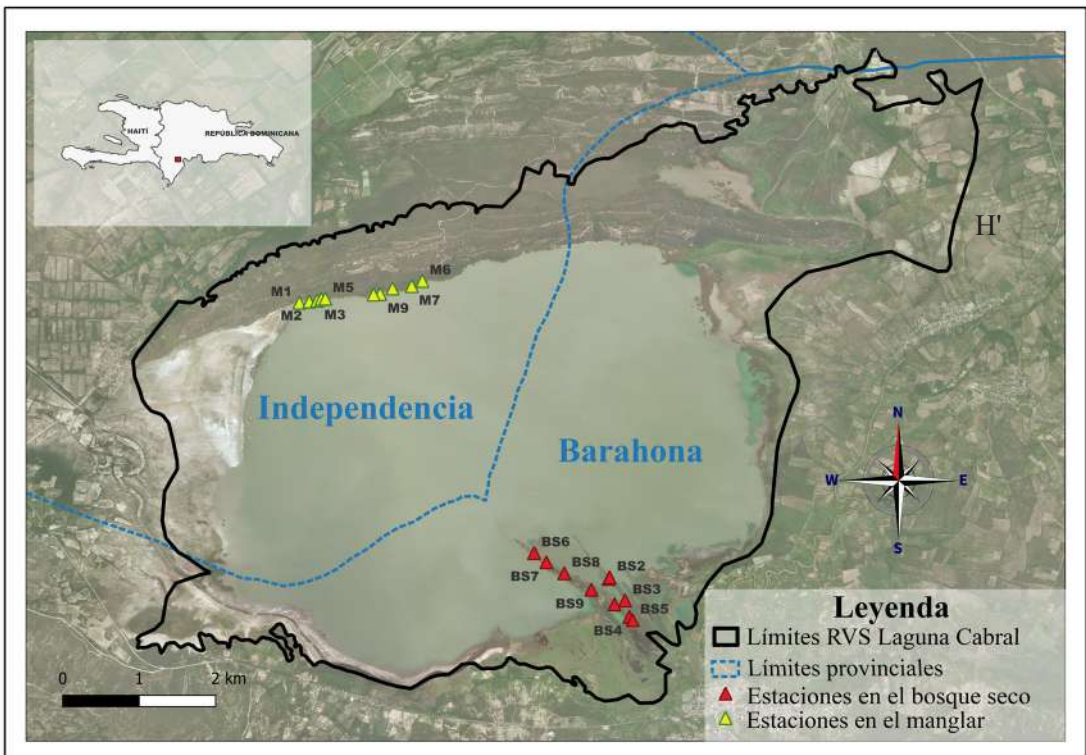 HAITÍ
REPÚBLICA DOMINICANA
H'
M6
M1
M5
M7
M9
M2
M3
Independencia
Barahona
N
W
E
S
BS6
BS8
BS7
BS2
BS3
BS9
BS5
BS4
Leyenda
Límites RVS Laguna Cabral
Límites provinciales
Estaciones en el bosque seco
Estaciones en el manglar
0 1 2 km